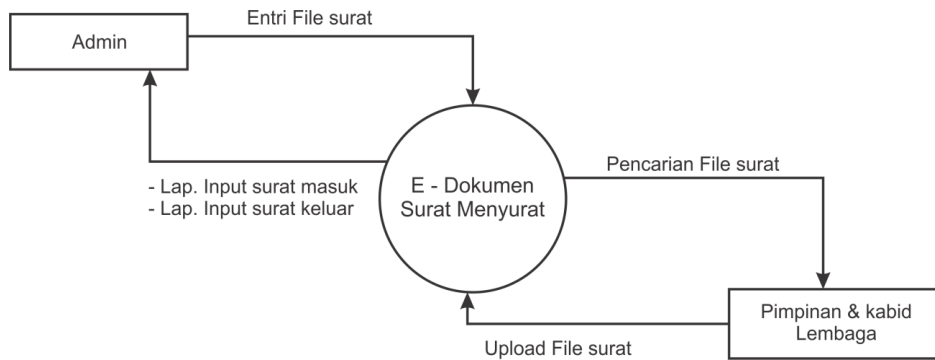 Entri File surat
Admin
- Lap. Input surat masuk
- Lap. Input surat keluar
E - Dokumen
Surat Menyurat
Pencarian File surat
Pimpinan & kabid
Lembaga
Upload File surat